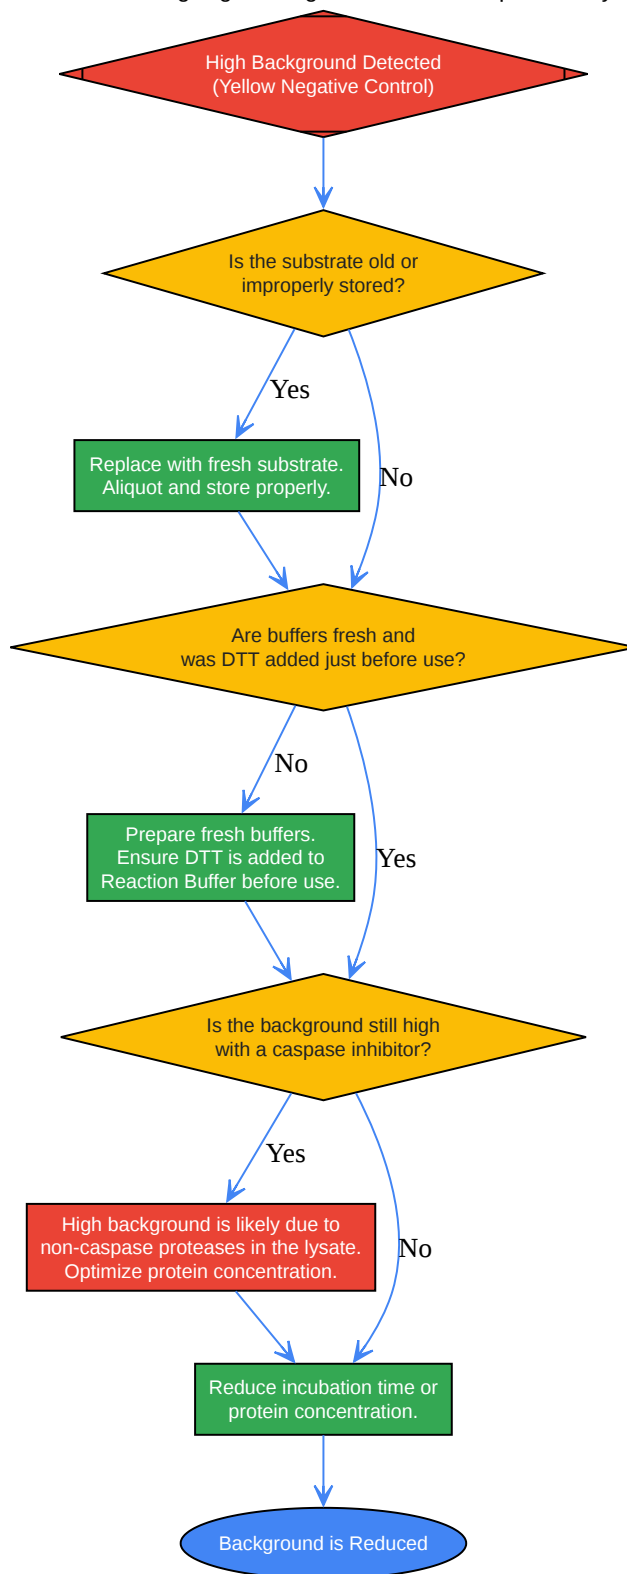 High Background Detected
(Yellow Negative Control)
Is the substrate old or
improperly stored?
Yes
Replace with fresh substrate.
Aliquot and store properly.
No
Are buffers fresh and
was DTT added just before use?
No
Prepare fresh buffers.
Ensure DTT is added to
Reaction Buffer before use.
Yes
Is the background still high
with a caspase inhibitor?
Yes
High background is likely due to
non-caspase proteases in the lysate.
Optimize protein concentration.
No
Reduce incubation time or
protein concentration.
Background is Reduced